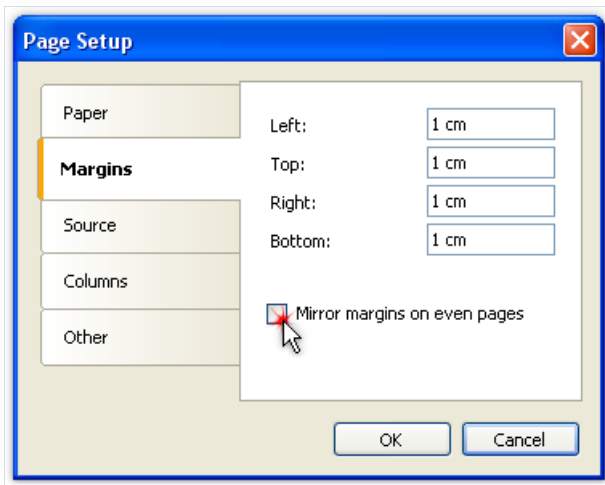 Page Setup
Paper
Margins
Source
Columns
Other
Left: 1 cm
Top: 1 cm
Right: 1 cm
Bottom: 1 cm
Mirror margins on even pages
OK Cancel